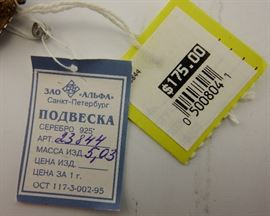 ЗАО "АЛЬФА"
Санкт-Петербург
ПОДВЕСКА
СЕРЕБРО 925°
АРТ. 23844
МАССА ИЗД. 5,03
ЦЕНА ИЗД.
ЦЕНА ЗА 1 г.
ОСТ 117-3-002-95
$175.00
0 500804 1